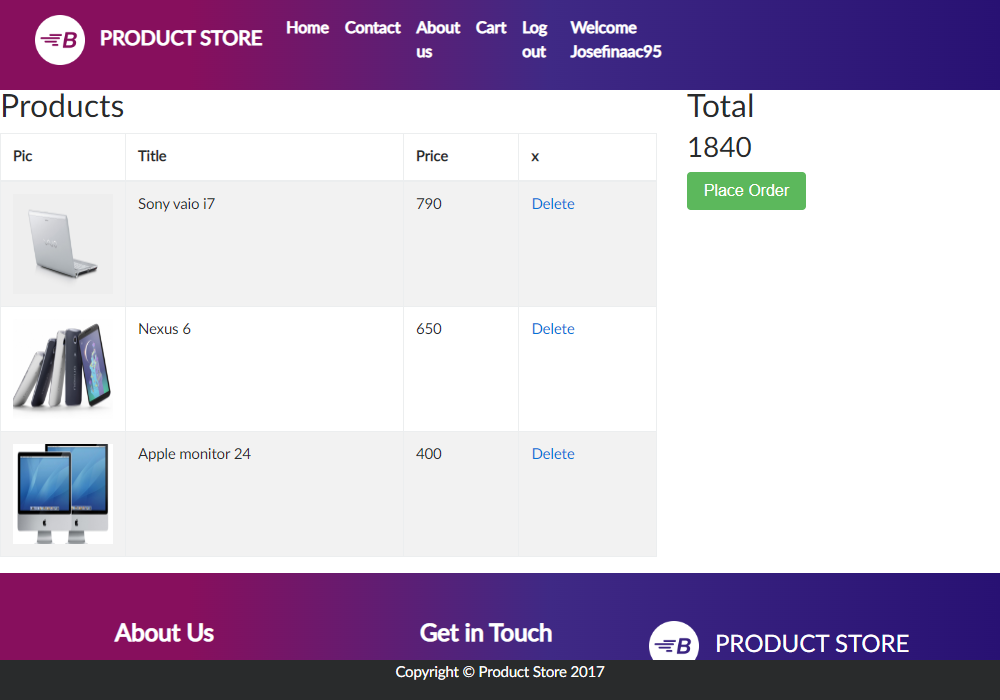 B PRODUCT STORE Home Contact About us Cart Log out Welcome Josefinaac95
Products
Pic Title Price x
Sony vaio i7 790 Delete
Nexus 6 650 Delete
Apple monitor 24 400 Delete
Total
1840
Place Order
About Us Get in Touch B PRODUCT STORE
Copyright © Product Store 2017